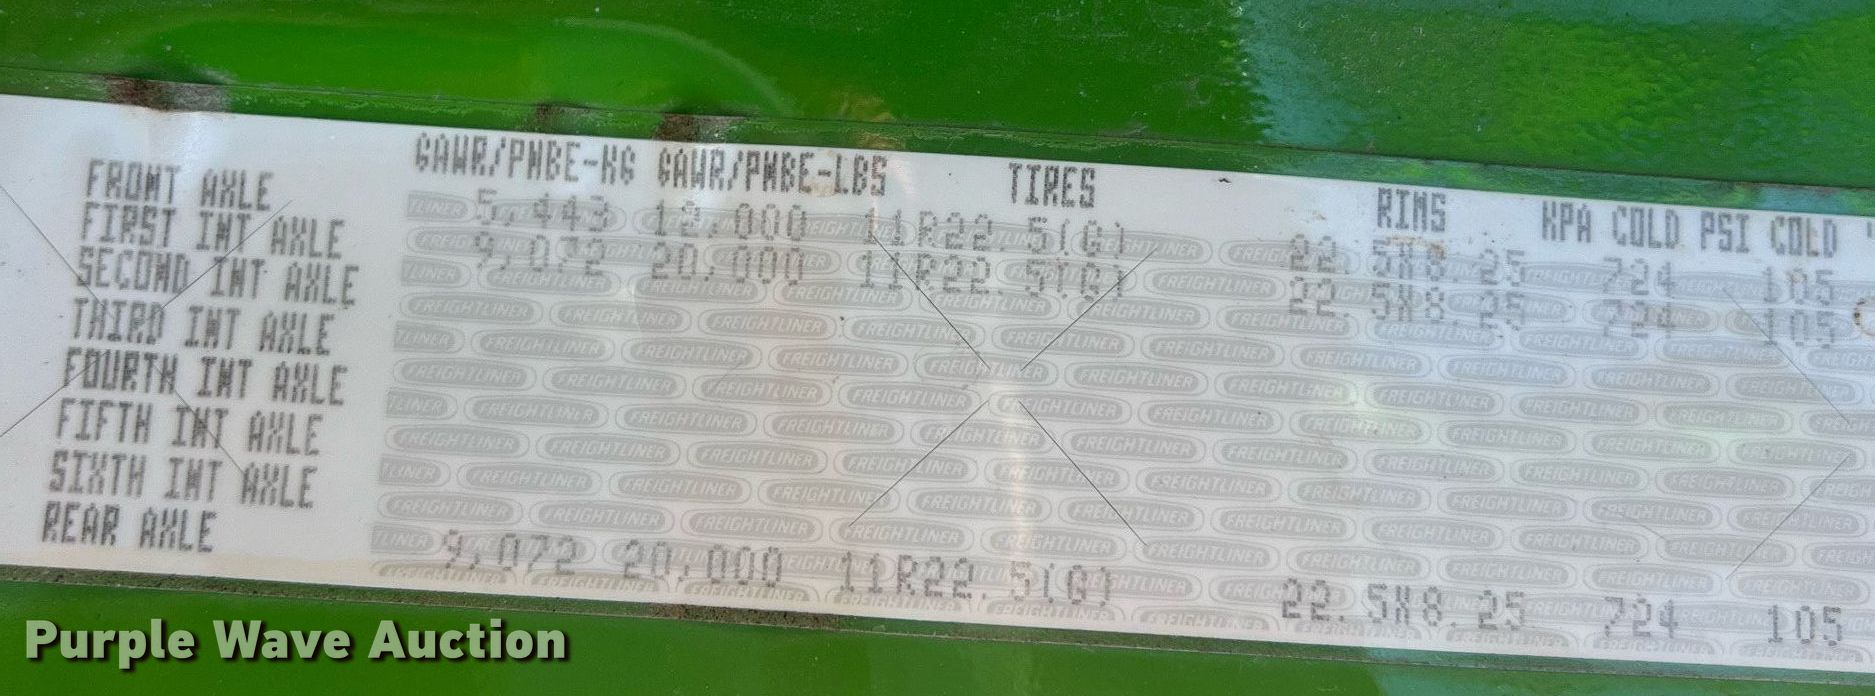 GAWR/PNBE-KG GAWR/PNBE-LBS TIRES RIMS KPA COLD PSI COLD
FRONT AXLE 5,443 12,000 11R22.5(G) 22.5X8.25 724 105
FIRST INT AXLE 9,072 20,000 11R22.5(G) 22.5X8.25 724 105
SECOND INT AXLE
THIRD INT AXLE
FOURTH INT AXLE
FIFTH INT AXLE
SIXTH INT AXLE
REAR AXLE 9,072 20,000 11R22.5(G) 22.5X8.25 724 105
FREIGHTLINER
Purple Wave Auction